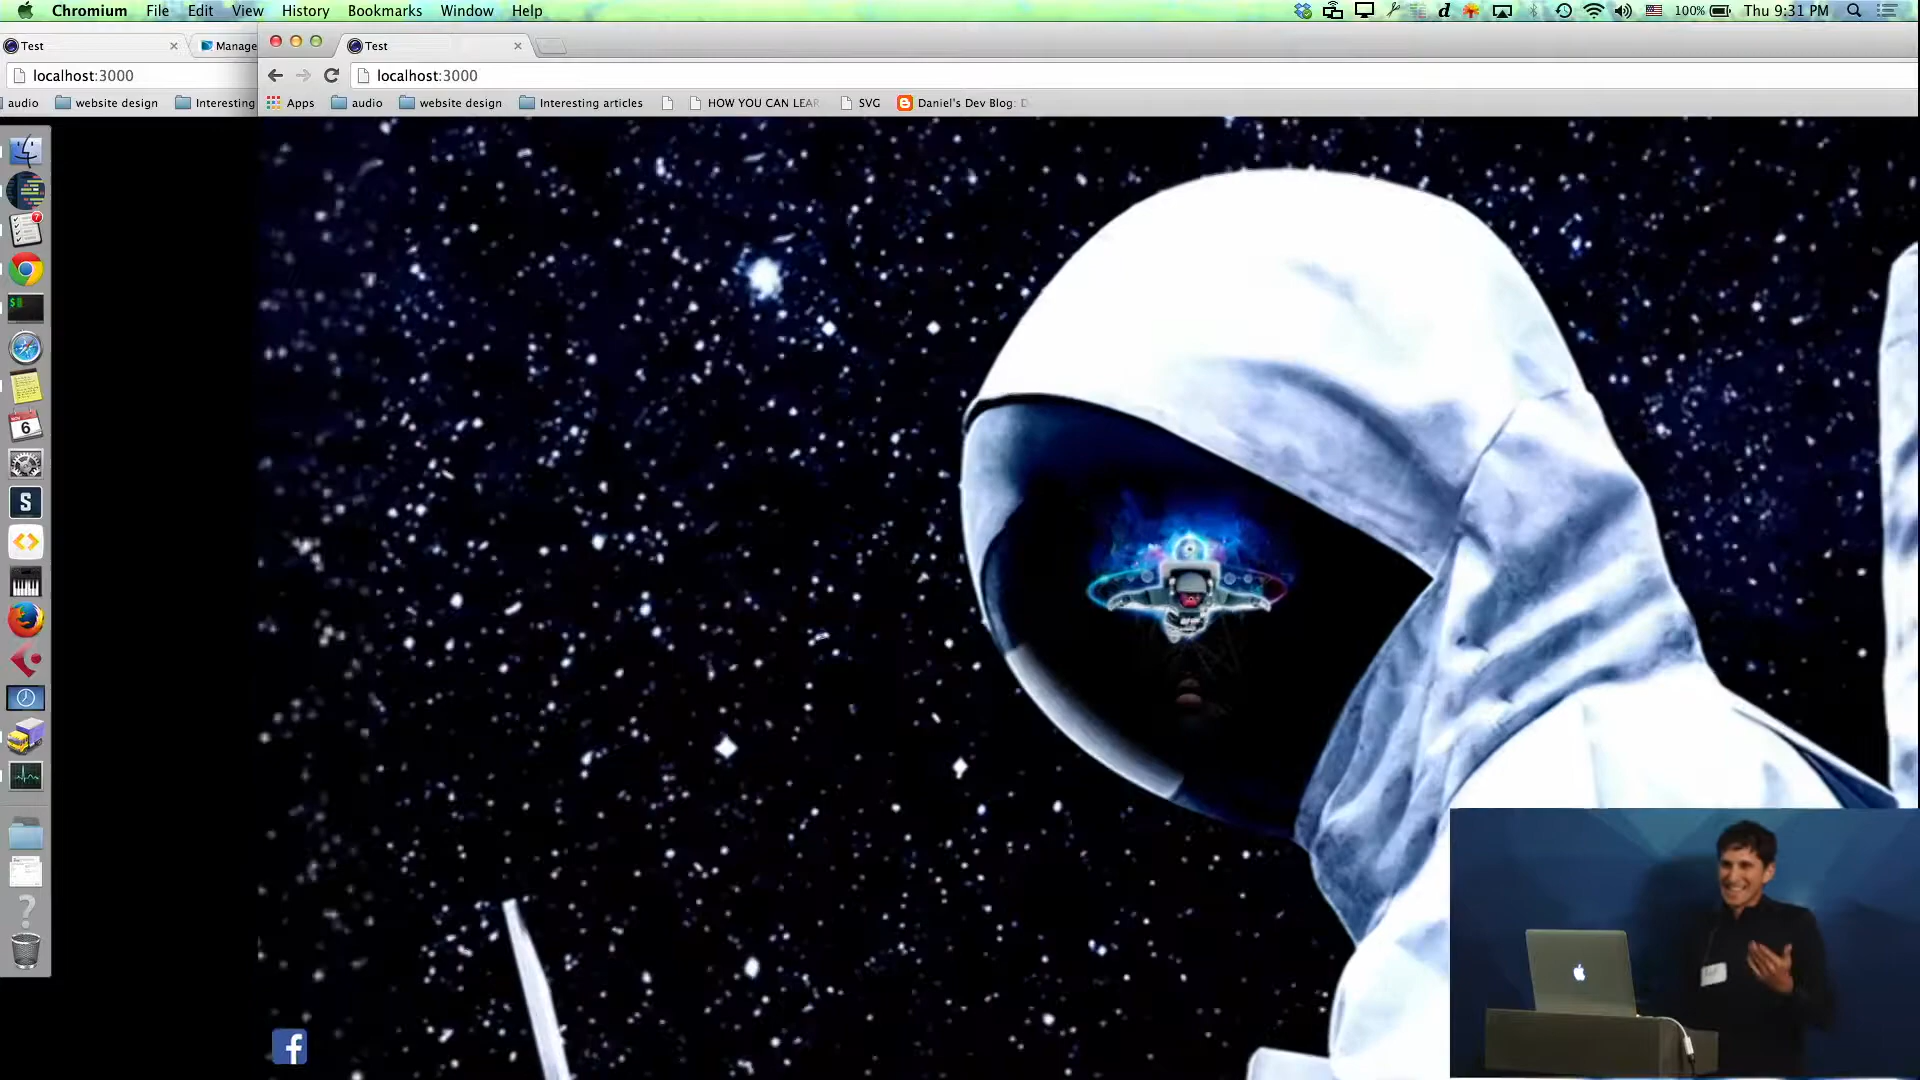 Chromium File Edit View History Bookmarks Window Help 100% Thu 9:31 PM
Test Manage Test
localhost:3000 localhost:3000
audio website design Interesting Apps audio website design Interesting articles HOW YOU CAN LEAR SVG Daniel's Dev Blog: D
7
$
6
S